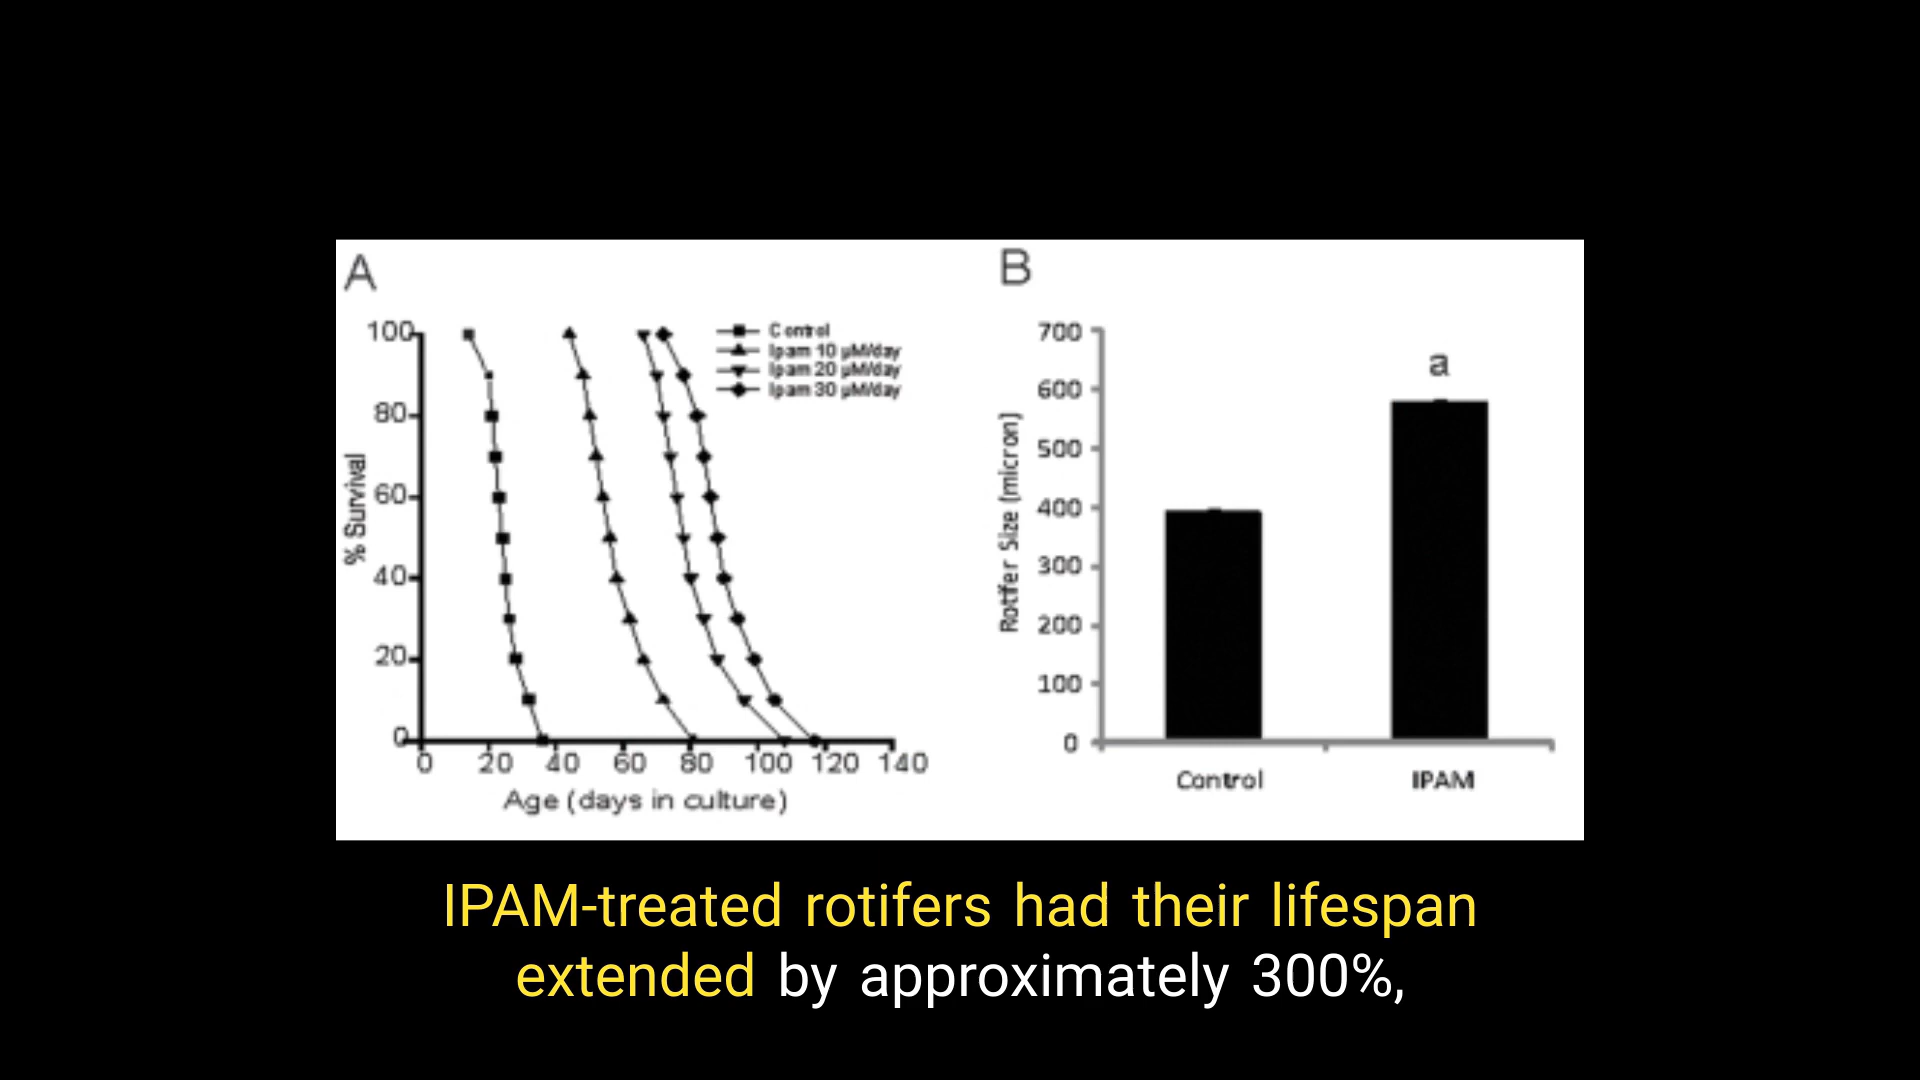 A
100
80
60
40
20
0
% Survival
0 20 40 60 80 100 120 140
Age (days in culture)
Control
Ipam 10 µM/day
Ipam 20 µM/day
Ipam 30 µM/day
B
700
600
500
400
300
200
100
0
Rotifer Size (micron)
a
Control IPAM
IPAM-treated rotifers had their lifespan
extended by approximately 300%,